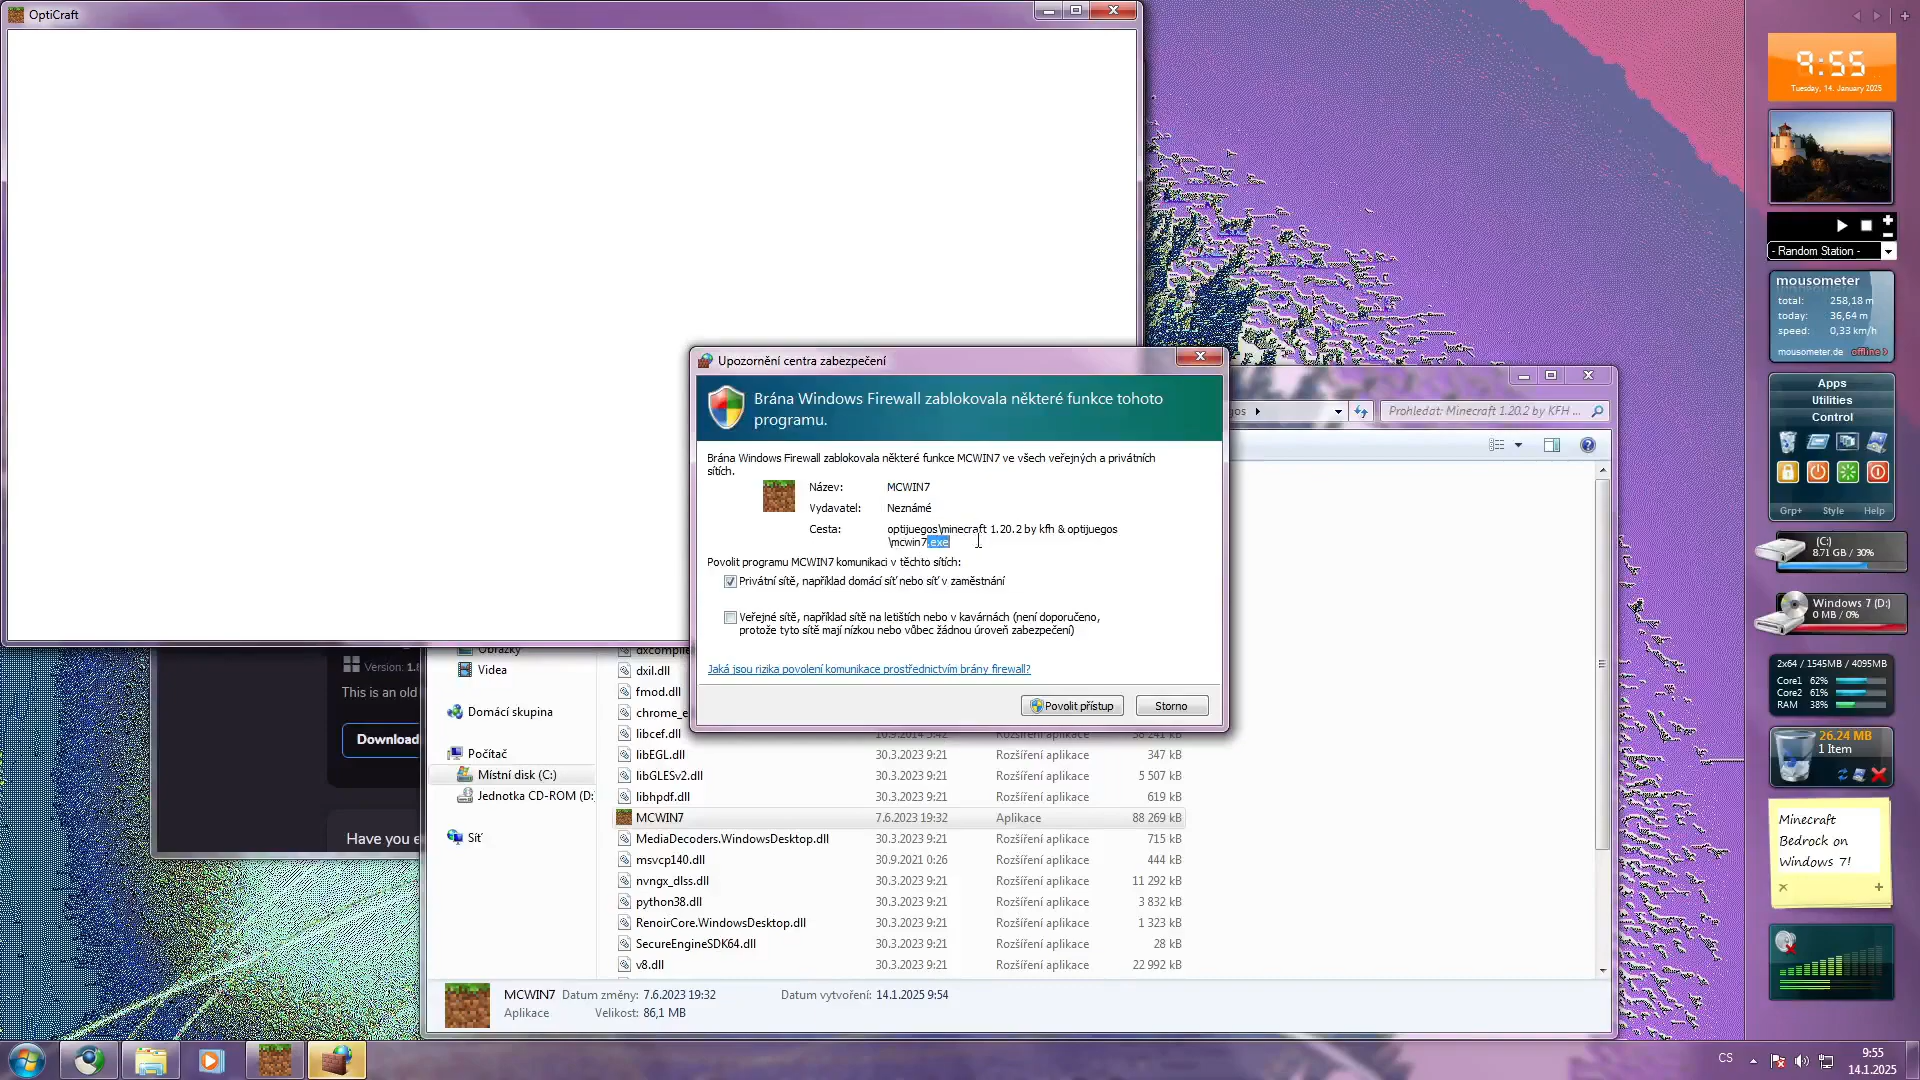 OptiCraft
9:55
Tuesday, 14. January 2025
- Random Station -
mousometer
total: 258,18 m
today: 36,64 m
speed: 0,33 km/h
mousometer.de offline
Upozornění centra zabezpečení
Brána Windows Firewall zablokovala některé funkce tohoto
programu.
Brána Windows Firewall zablokovala některé funkce MCWIN7 ve všech veřejných a privátních
sítích.
Název: MCWIN7
Vydavatel: Neznámé
Cesta: optijuegos\minecraft 1.20.2 by kfh & optijuegos
\mcwin7.exe
Povolit programu MCWIN7 komunikaci v těchto sítích:
Privátní sítě, například domácí síť nebo síť v zaměstnání
Veřejné sítě, například sítě na letištích nebo v kavárnách (není doporučeno,
protože tyto sítě mají nízkou nebo vůbec žádnou úroveň zabezpečení)
Jaká jsou rizika povolení komunikace prostřednictvím brány firewall?
Povolit přístup Storno
Prohledat: Minecraft 1.20.2 by KFH ...
Apps
Utilities
Control
Grp+ Style Help
(C:)
8.71 GB / 30%
Windows 7 (D:)
0 MB / 0%
2x64 / 1545MB / 4095MB
Core1 62%
Core2 61%
RAM 38%
26.24 MB
1 Item
Minecraft
Bedrock on
Windows 7!
Version: 1.
This is an old
Download
Have you e
Obrázky
Videa
Domácí skupina
Počítač
Místní disk (C:)
Jednotka CD-ROM (D:
Síť
dxcompile
dxil.dll
fmod.dll
chrome_e
libcef.dll 10.9.2014 5:42 Rozšíření aplikace 38 241 kB
libEGL.dll 30.3.2023 9:21 Rozšíření aplikace 347 kB
libGLESv2.dll 30.3.2023 9:21 Rozšíření aplikace 5 507 kB
libhpdf.dll 30.3.2023 9:21 Rozšíření aplikace 619 kB
MCWIN7 7.6.2023 19:32 Aplikace 88 269 kB
MediaDecoders.WindowsDesktop.dll 30.3.2023 9:21 Rozšíření aplikace 715 kB
msvcp140.dll 30.9.2021 0:26 Rozšíření aplikace 444 kB
nvngx_dlss.dll 30.3.2023 9:21 Rozšíření aplikace 11 292 kB
python38.dll 30.3.2023 9:21 Rozšíření aplikace 3 832 kB
RenoirCore.WindowsDesktop.dll 30.3.2023 9:21 Rozšíření aplikace 1 323 kB
SecureEngineSDK64.dll 30.3.2023 9:21 Rozšíření aplikace 28 kB
v8.dll 30.3.2023 9:21 Rozšíření aplikace 22 992 kB
MCWIN7 Datum změny: 7.6.2023 19:32 Datum vytvoření: 14.1.2025 9:54
Aplikace Velikost: 86,1 MB
CS
9:55
14.1.2025